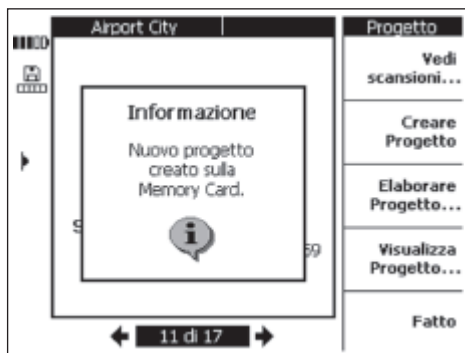 Airport City
Progetto
Vedi
scansioni...
Creare
Progetto
Elaborare
Progetto...
Visualizza
Progetto...
Fatto
Informazione
Nuovo progetto
creato sulla
Memory Card.
S
59
11 di 17